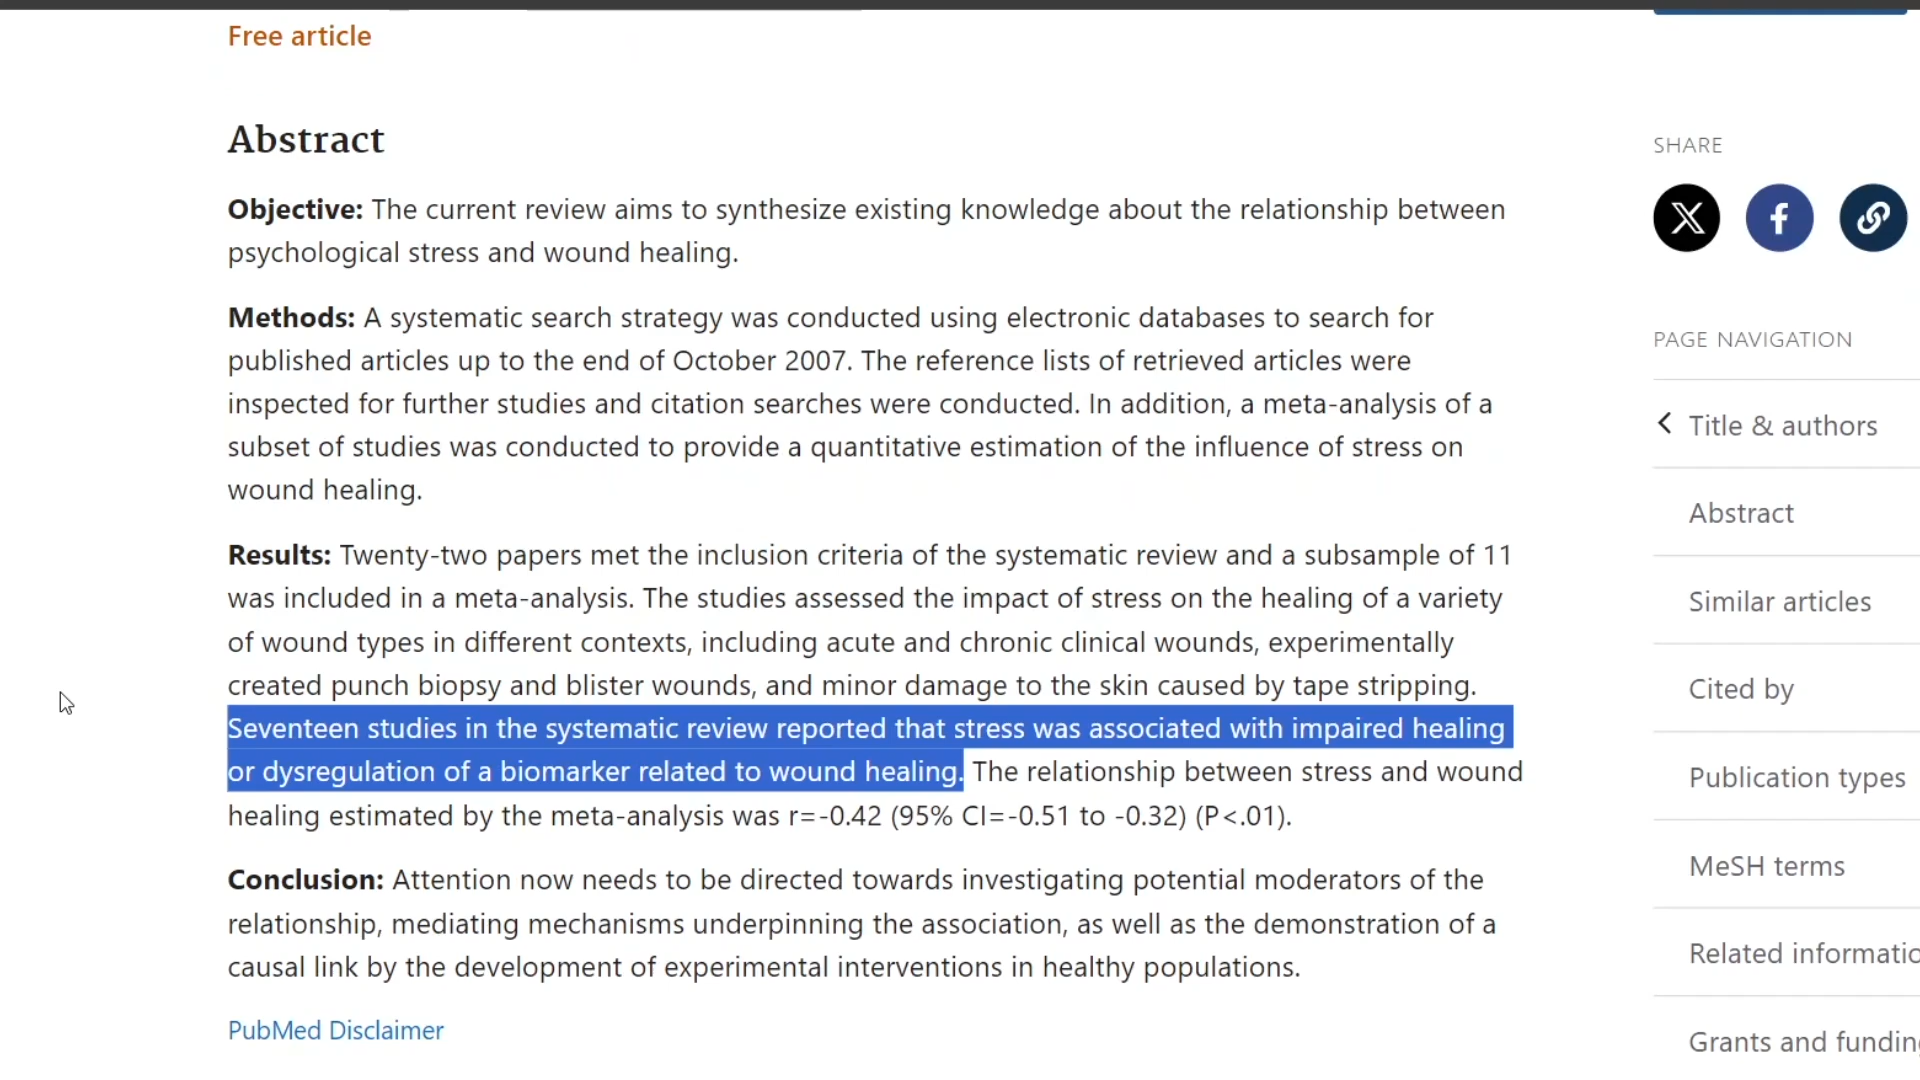 Free article
Abstract
Objective: The current review aims to synthesize existing knowledge about the relationship between
psychological stress and wound healing.
Methods: A systematic search strategy was conducted using electronic databases to search for
published articles up to the end of October 2007. The reference lists of retrieved articles were
inspected for further studies and citation searches were conducted. In addition, a meta-analysis of a
subset of studies was conducted to provide a quantitative estimation of the influence of stress on
wound healing.
Results: Twenty-two papers met the inclusion criteria of the systematic review and a subsample of 11
was included in a meta-analysis. The studies assessed the impact of stress on the healing of a variety
of wound types in different contexts, including acute and chronic clinical wounds, experimentally
created punch biopsy and blister wounds, and minor damage to the skin caused by tape stripping.
Seventeen studies in the systematic review reported that stress was associated with impaired healing
or dysregulation of a biomarker related to wound healing. The relationship between stress and wound
healing estimated by the meta-analysis was r=-0.42 (95% CI=-0.51 to -0.32) (P<.01).
Conclusion: Attention now needs to be directed towards investigating potential moderators of the
relationship, mediating mechanisms underpinning the association, as well as the demonstration of a
causal link by the development of experimental interventions in healthy populations.
PubMed Disclaimer
SHARE
X
f
PAGE NAVIGATION
Title & authors
Abstract
Similar articles
Cited by
Publication types
MeSH terms
Related informatio
Grants and funding